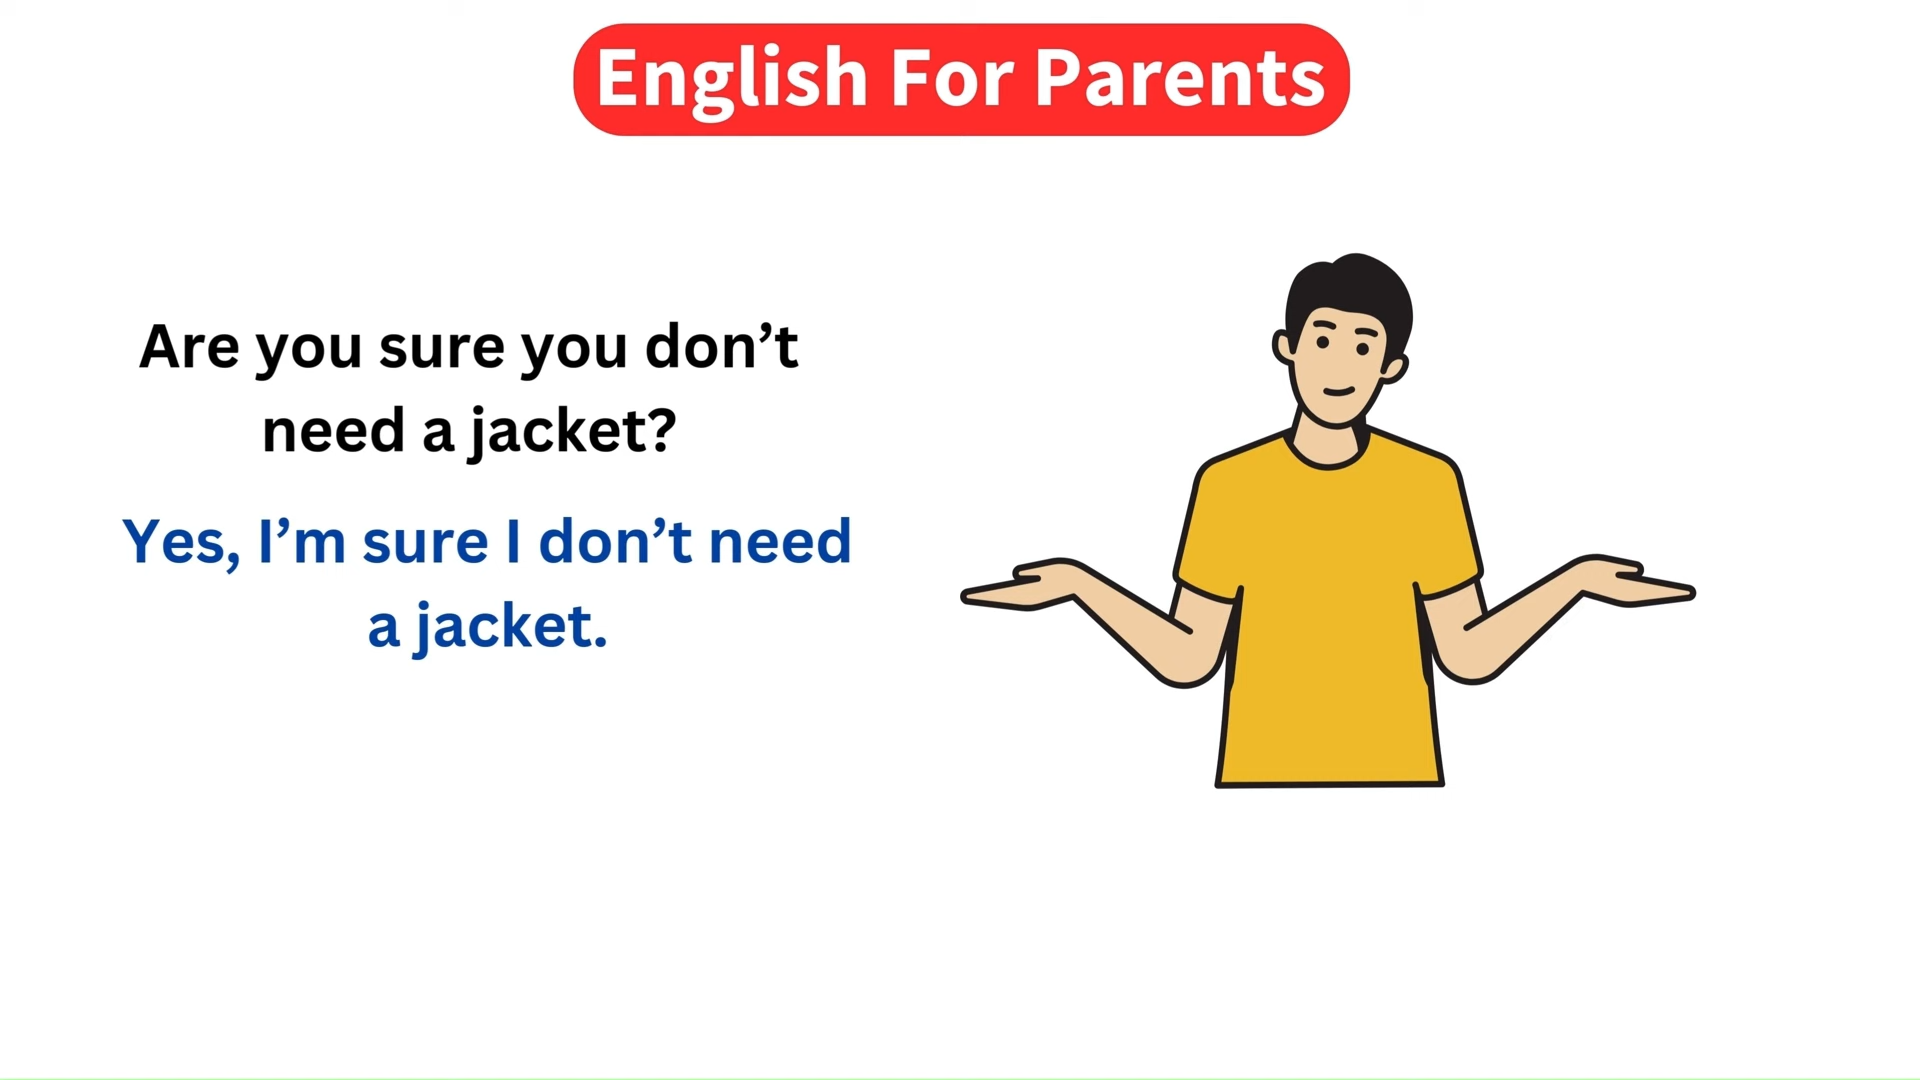 English For Parents
Are you sure you don’t
need a jacket?
Yes, I’m sure I don’t need
a jacket.